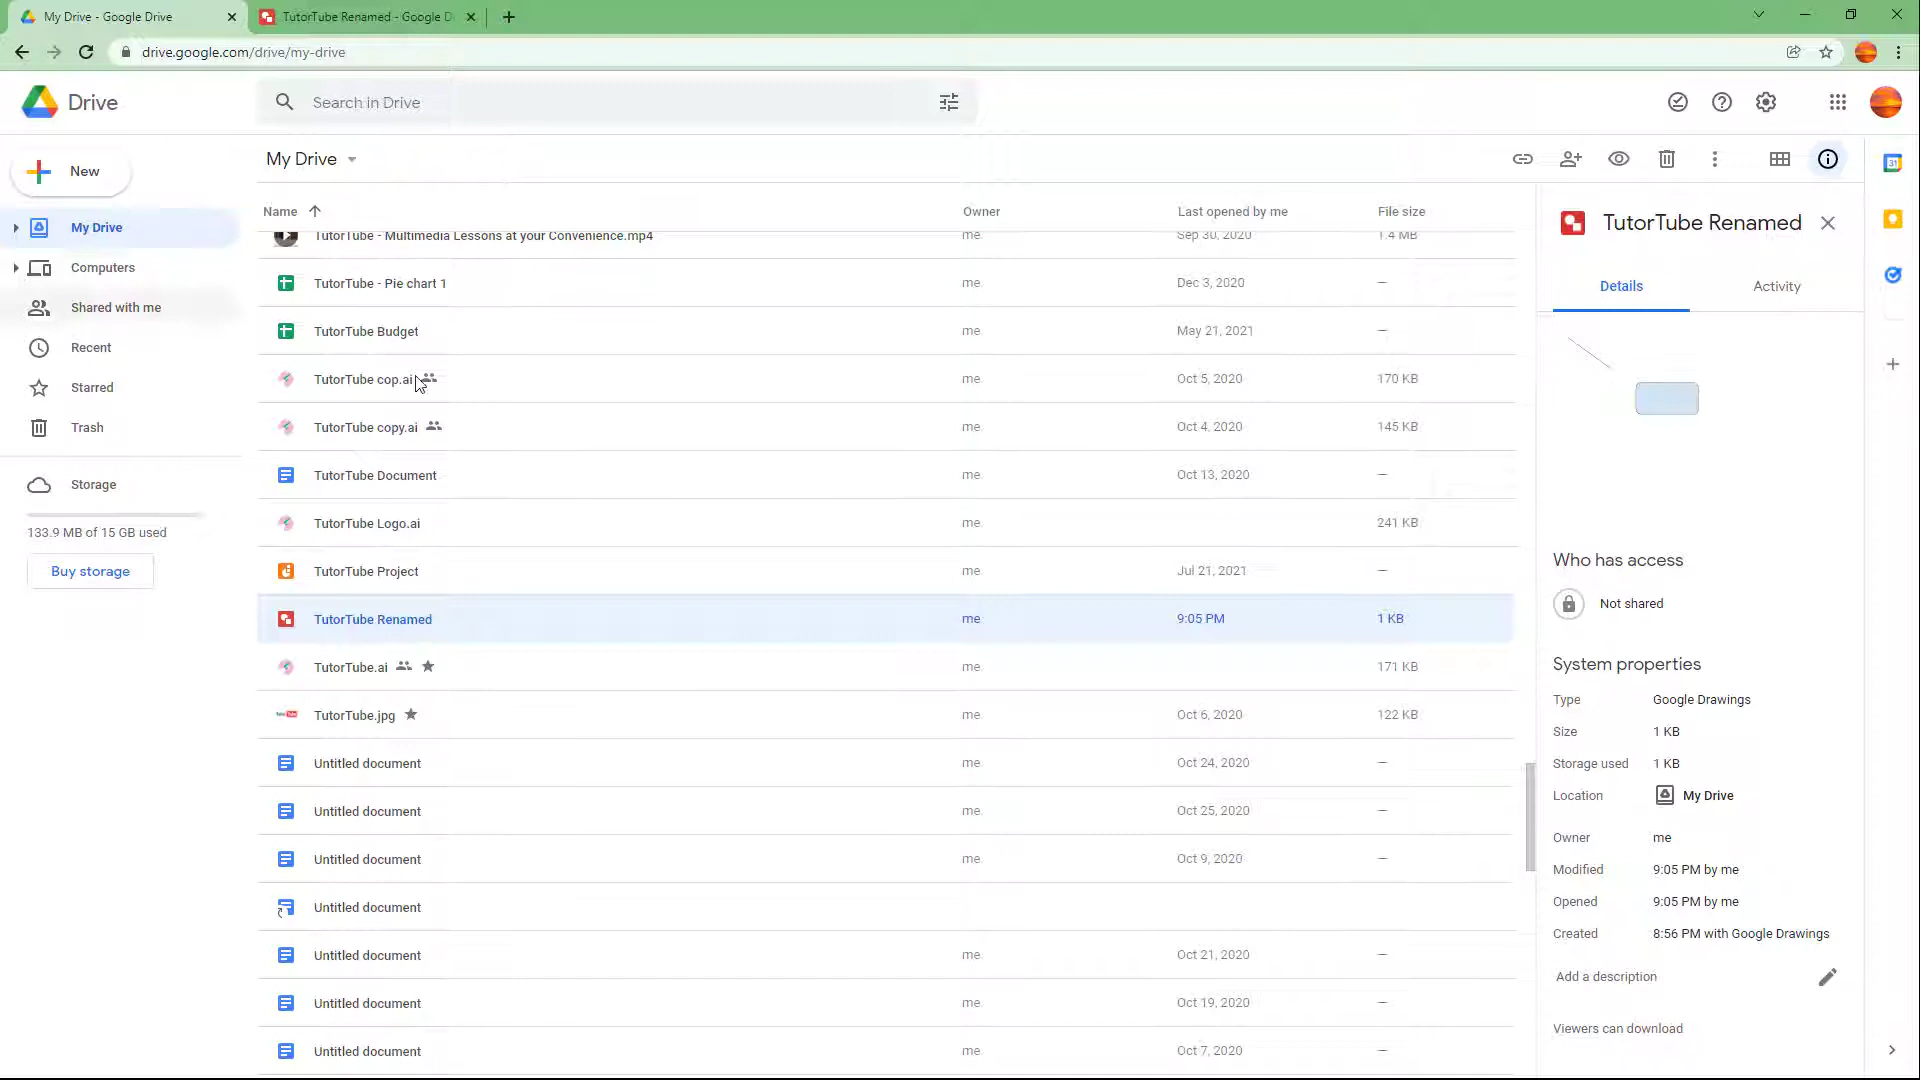 My Drive - Google Drive
TutorTube Renamed - Google D
drive.google.com/drive/my-drive
Drive
Search in Drive
New
My Drive
Computers
Shared with me
Recent
Starred
Trash
Storage
133.9 MB of 15 GB used
Buy storage
My Drive
Name Owner Last opened by me File size
TutorTube - Multimedia Lessons at your Convenience.mp4 me Sep 30, 2020 1.4 MB
TutorTube - Pie chart 1 me Dec 3, 2020 —
TutorTube Budget me May 21, 2021 —
TutorTube cop.ai me Oct 5, 2020 170 KB
TutorTube copy.ai me Oct 4, 2020 145 KB
TutorTube Document me Oct 13, 2020 —
TutorTube Logo.ai me 241 KB
TutorTube Project me Jul 21, 2021 —
TutorTube Renamed me 9:05 PM 1 KB
TutorTube.ai me 171 KB
TutorTube.jpg me Oct 6, 2020 122 KB
Untitled document me Oct 24, 2020 —
Untitled document me Oct 25, 2020 —
Untitled document me Oct 9, 2020 —
Untitled document
Untitled document me Oct 21, 2020 —
Untitled document me Oct 19, 2020 —
Untitled document me Oct 7, 2020 —
TutorTube Renamed
Details Activity
Who has access
Not shared
System properties
Type Google Drawings
Size 1 KB
Storage used 1 KB
Location My Drive
Owner me
Modified 9:05 PM by me
Opened 9:05 PM by me
Created 8:56 PM with Google Drawings
Add a description
Viewers can download
31